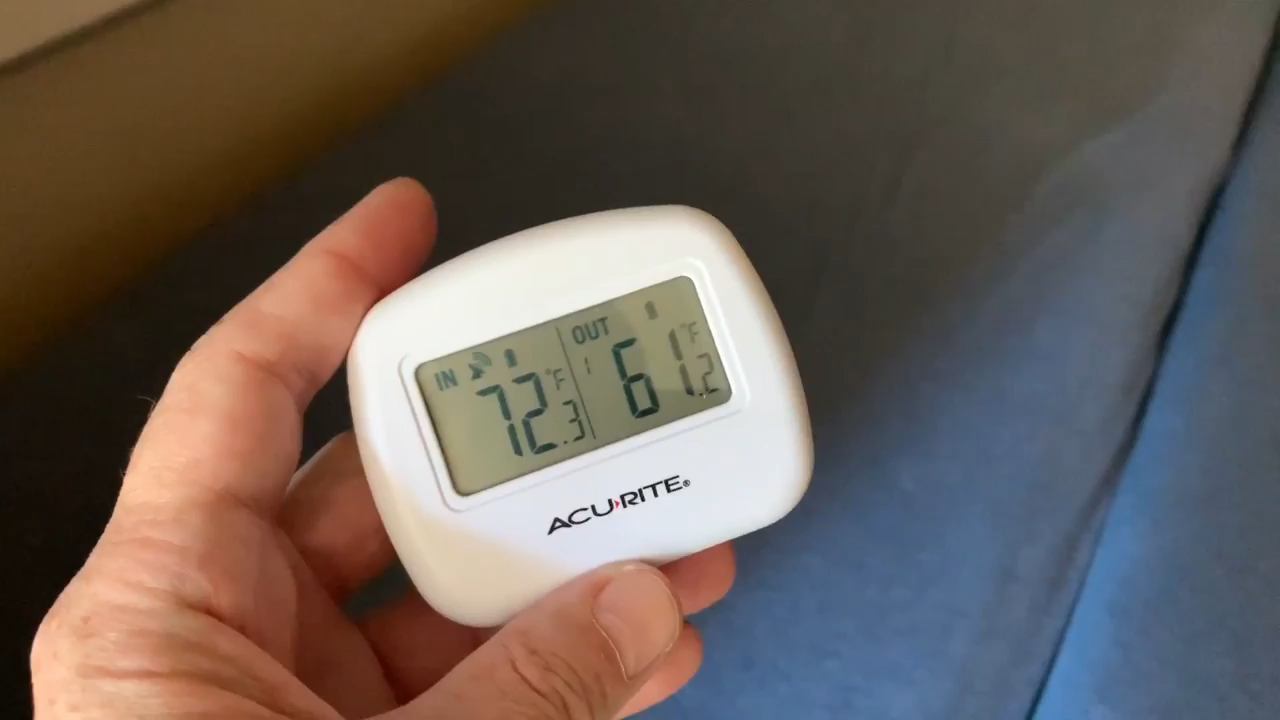 IN
72.3 °F
OUT
61.2 °F
ACURITE®